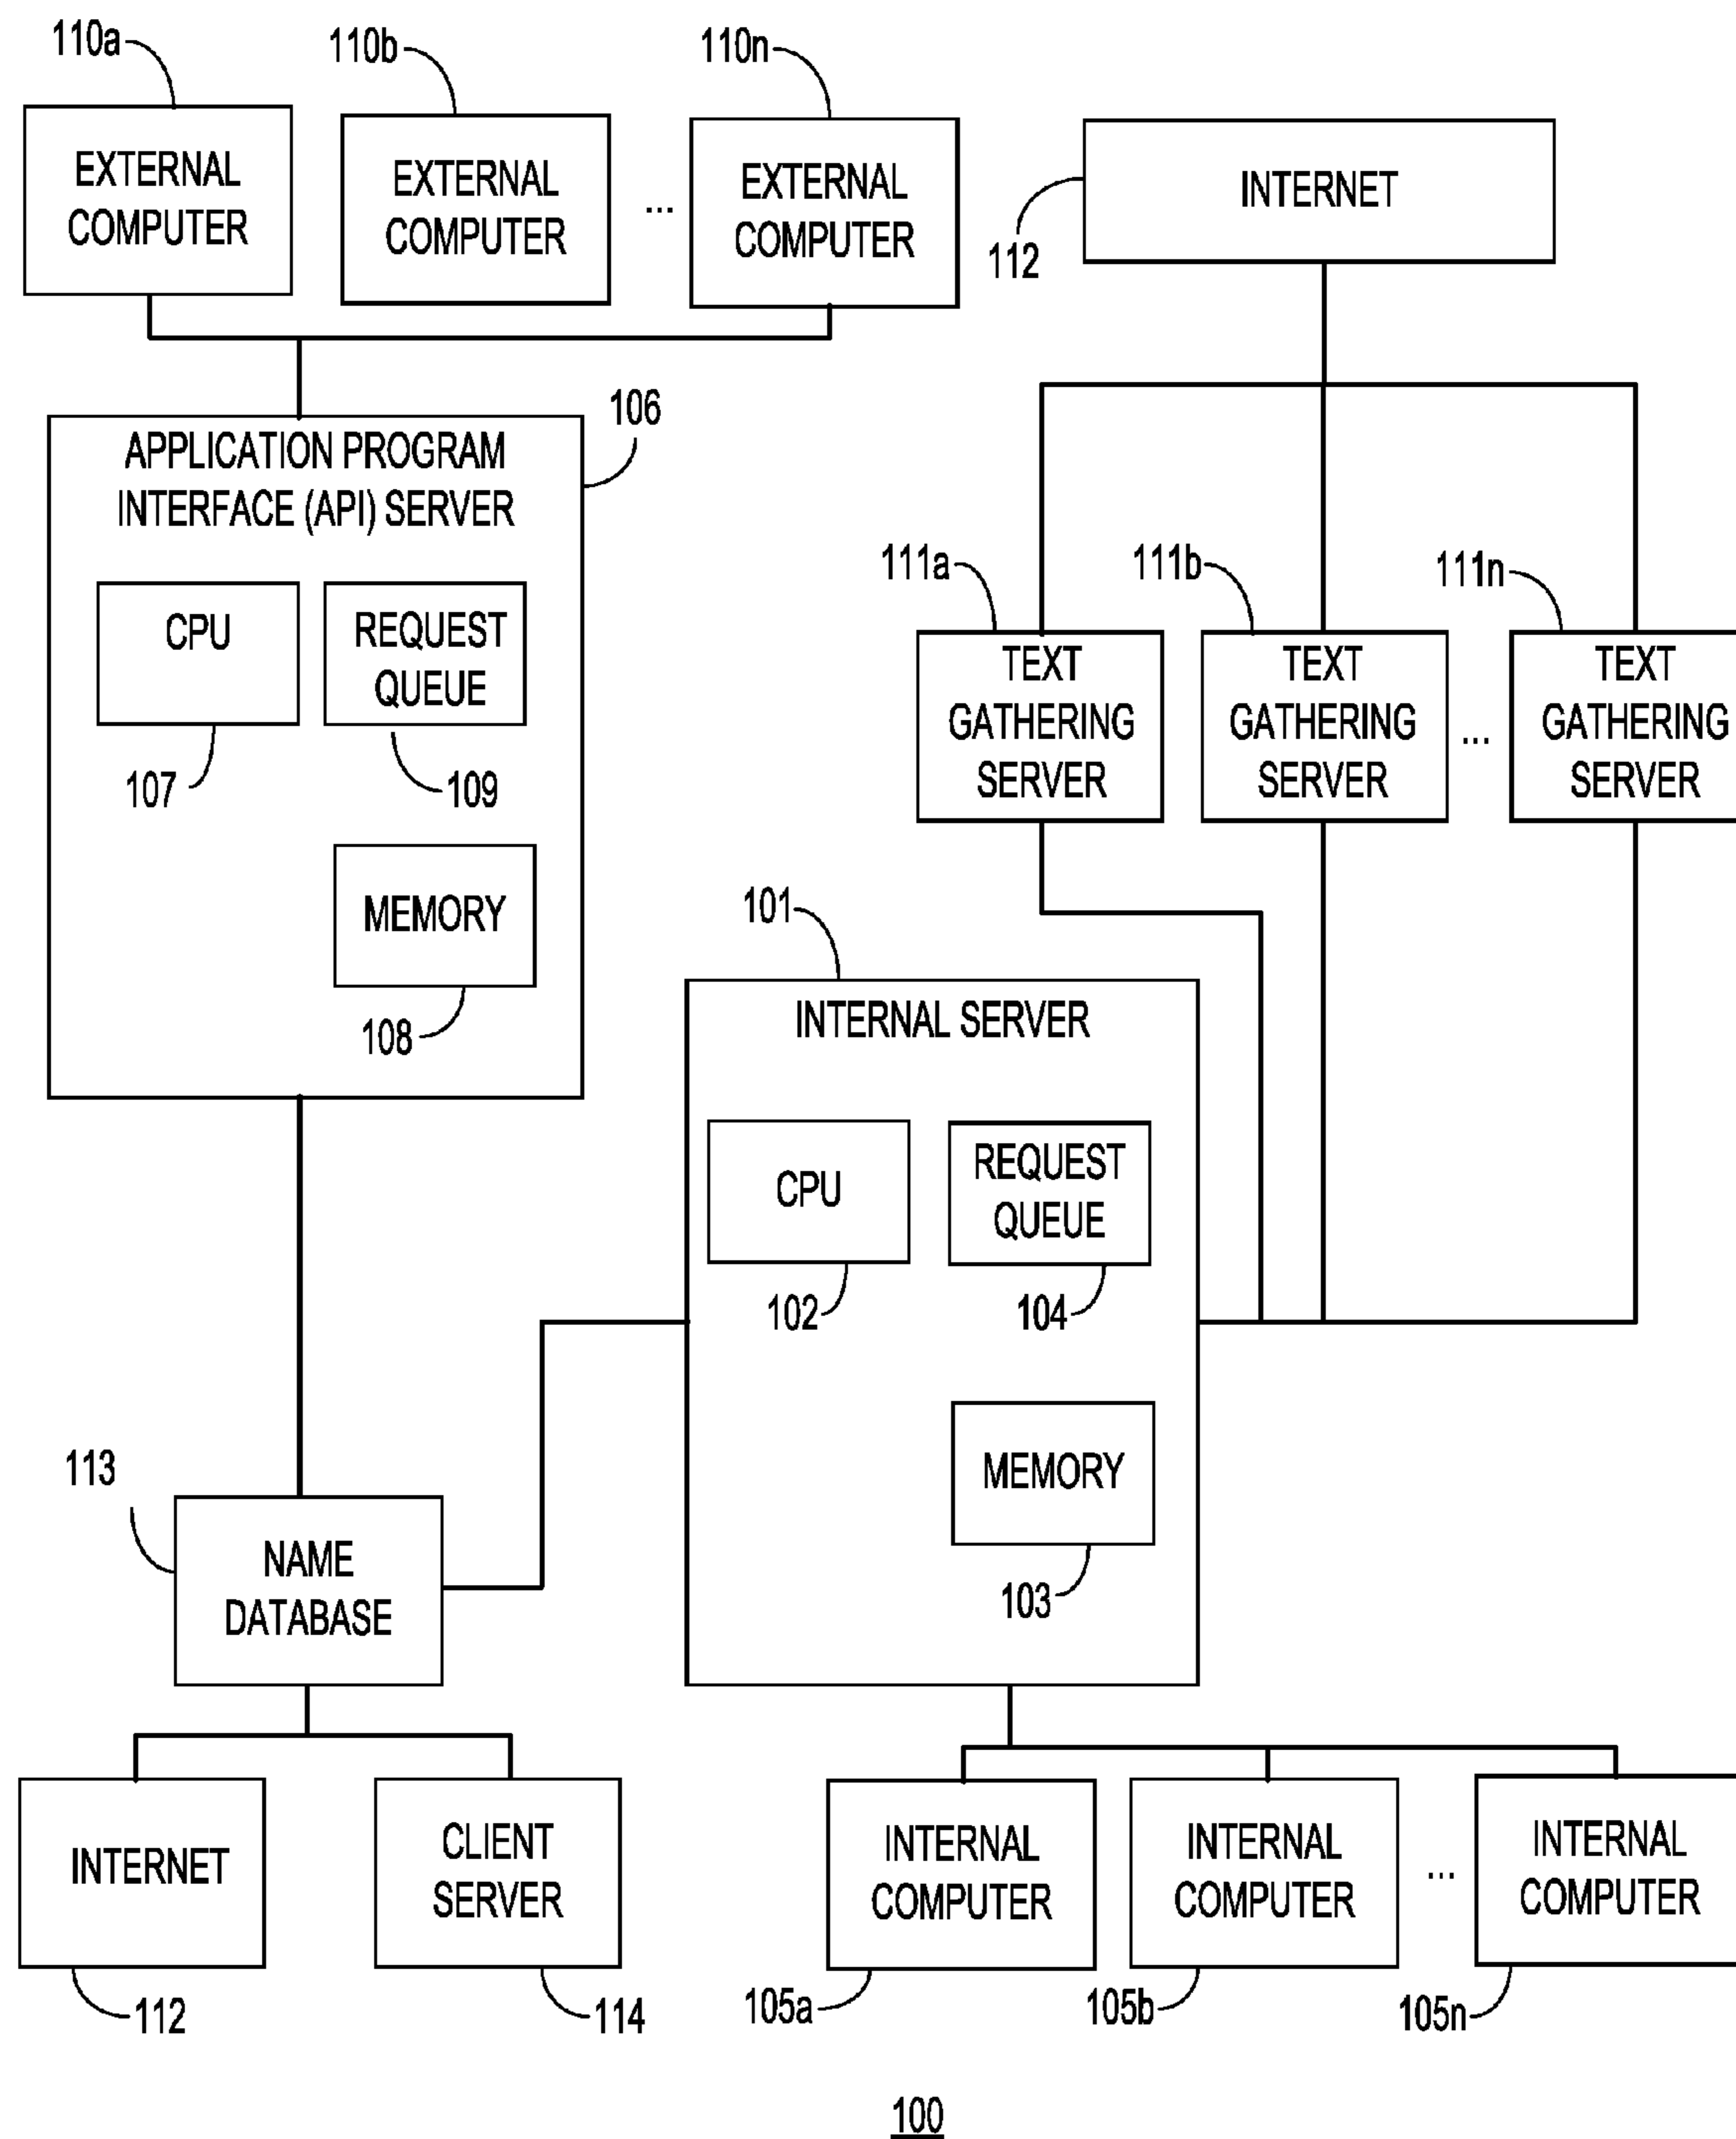 110a
110b
110n
EXTERNAL
COMPUTER
EXTERNAL
COMPUTER
...
EXTERNAL
COMPUTER
INTERNET
112
106
APPLICATION PROGRAM
INTERFACE (API) SERVER
CPU
REQUEST
QUEUE
107
109
MEMORY
108
111a
111b
111n
TEXT
GATHERING
SERVER
TEXT
GATHERING
SERVER
...
TEXT
GATHERING
SERVER
101
INTERNAL SERVER
CPU
REQUEST
QUEUE
102
104
MEMORY
103
113
NAME
DATABASE
INTERNET
CLIENT
SERVER
112
114
INTERNAL
COMPUTER
INTERNAL
COMPUTER
...
INTERNAL
COMPUTER
105a
105b
105n
100